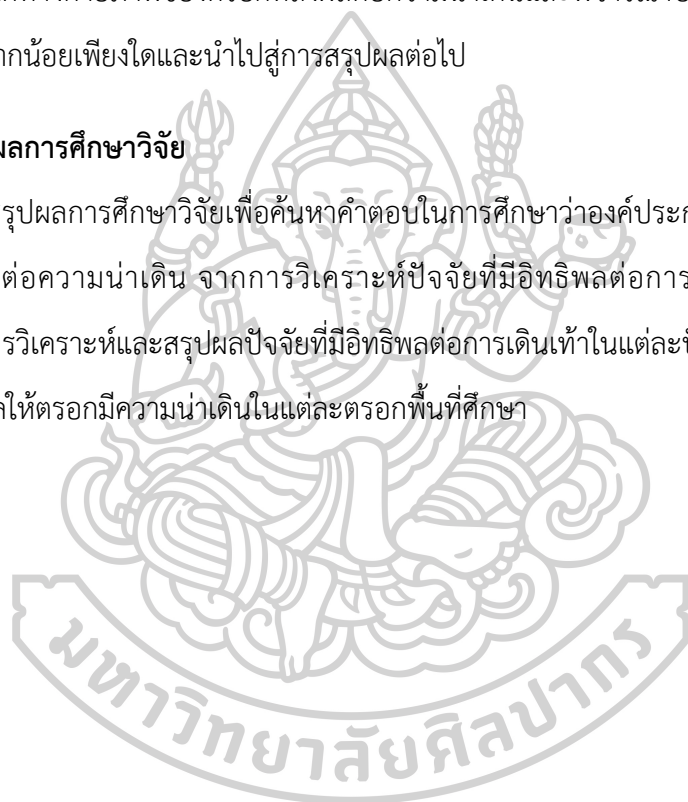 ากน้อยเพียงใดและนำไปสู่การสรุปผลต่อไป
ผลการศึกษาวิจัย
รุปผลการศึกษาวิจัยเพื่อค้นหาคำตอบในการศึกษาว่าองค์ประก
ต่อความน่าเดิน จากการวิเคราะห์ปัจจัยที่มีอิทธิพลต่อการ
รวิเคราะห์และสรุปผลปัจจัยที่มีอิทธิพลต่อการเดินเท้าในแต่ละ
ให้ตรอกมีความน่าเดินในแต่ละตรอกพื้นที่ศึกษา
มหาวิทยาลัยศิลปากร